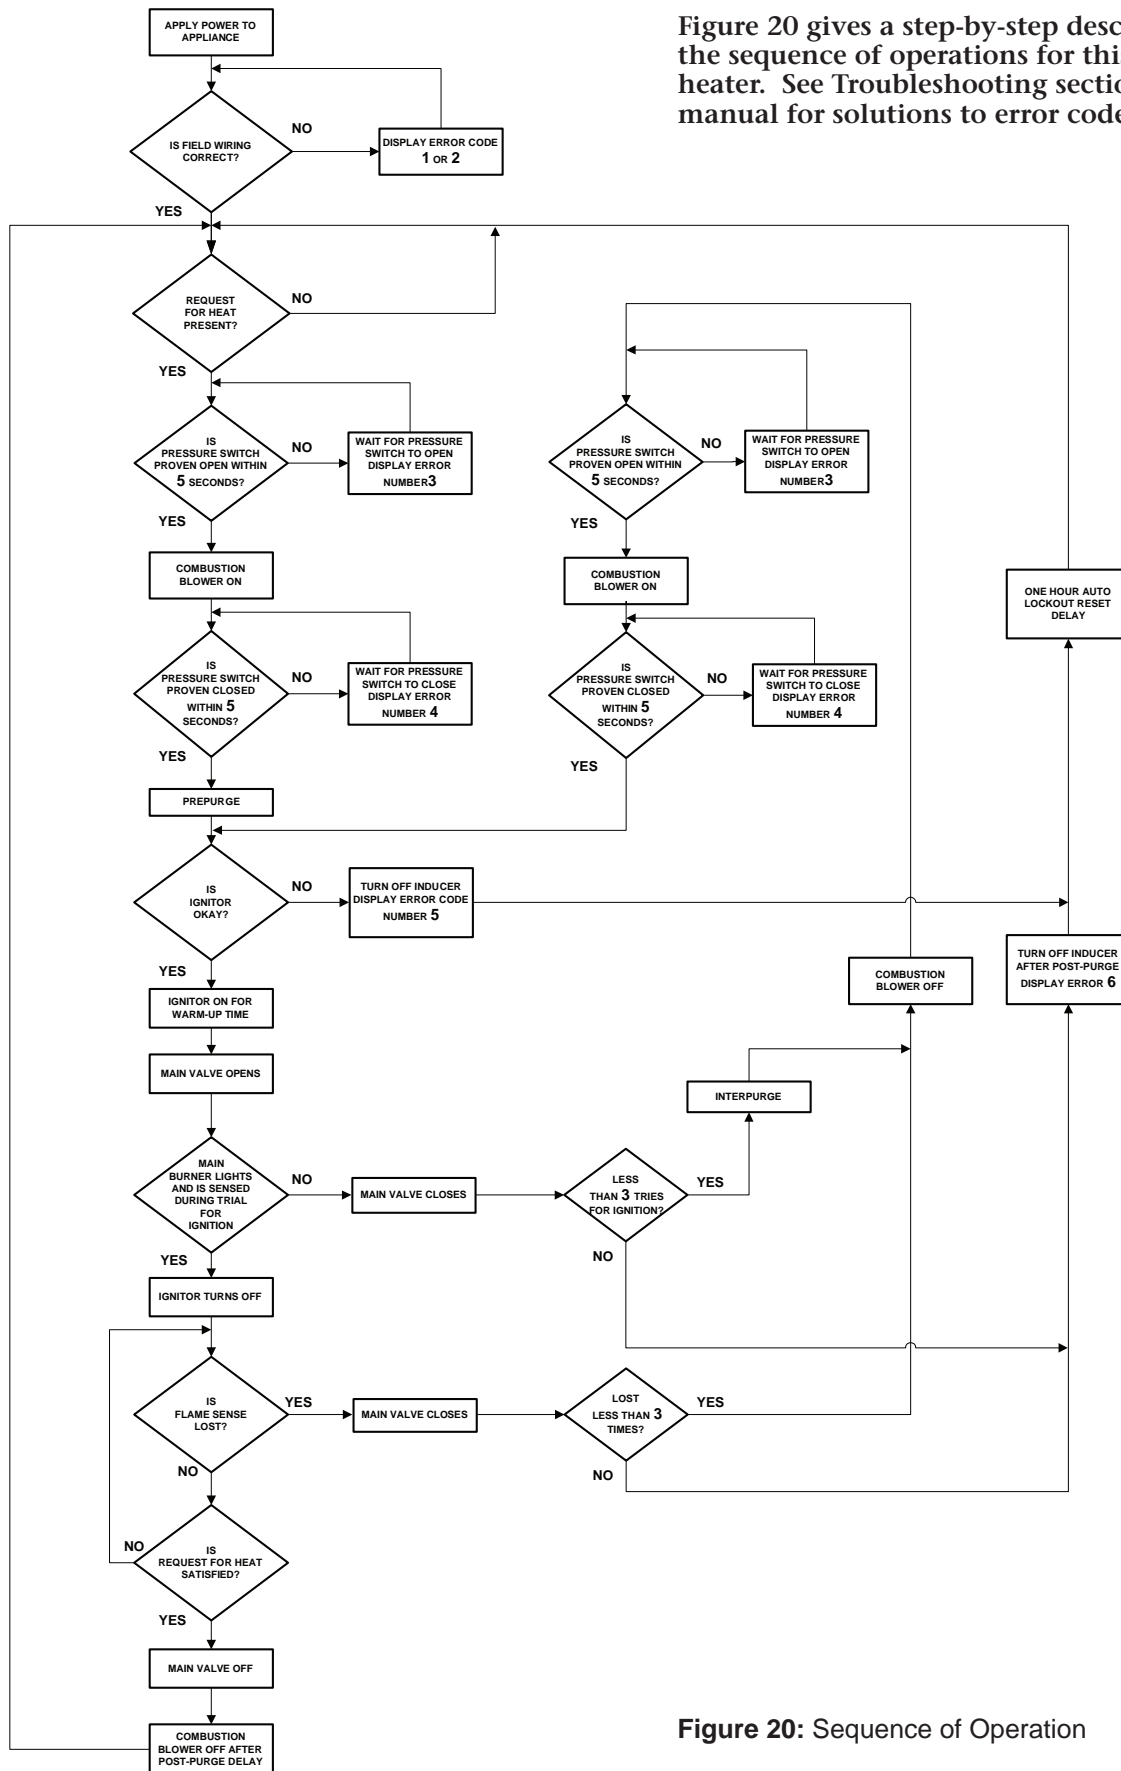 Figure 20 gives a step-by-step
the sequence of operations for
heater. See Troubleshooting
manual for solutions to error
APPLY POWER TO
APPLIANCE
IS FIELD WIRING
CORRECT?
NO
DISPLAY ERROR CODE
1 OR 2
YES
REQUEST
FOR HEAT
PRESENT?
NO
YES
IS
PRESSURE SWITCH
PROVEN OPEN WITHIN
5 SECONDS?
NO
WAIT FOR PRESSURE
SWITCH TO OPEN
DISPLAY ERROR
NUMBER3
YES
COMBUSTION
BLOWER ON
IS
PRESSURE SWITCH
PROVEN CLOSED
WITHIN 5
SECONDS?
NO
WAIT FOR PRESSURE
SWITCH TO CLOSE
DISPLAY ERROR
NUMBER 4
YES
PREPURGE
IS
PRESSURE SWITCH
PROVEN OPEN WITHIN
5 SECONDS?
NO
WAIT FOR PRESSURE
SWITCH TO OPEN
DISPLAY ERROR
NUMBER3
YES
COMBUSTION
BLOWER ON
IS
PRESSURE SWITCH
PROVEN CLOSED
WITHIN 5
SECONDS?
NO
WAIT FOR PRESSURE
SWITCH TO CLOSE
DISPLAY ERROR
NUMBER 4
YES
ONE HOUR AUTO
LOCKOUT RESET
DELAY
IS
IGNITOR
OKAY?
NO
TURN OFF INDUCER
DISPLAY ERROR CODE
NUMBER 5
YES
IGNITOR ON FOR
WARM-UP TIME
COMBUSTION
BLOWER OFF
TURN OFF INDUCER
AFTER POST-PURGE
DISPLAY ERROR 6
MAIN VALVE OPENS
INTERPURGE
MAIN
BURNER LIGHTS
AND IS SENSED
DURING TRIAL
FOR
IGNITION
NO
MAIN VALVE CLOSES
LESS
THAN 3 TRIES
FOR IGNITION?
YES
NO
YES
IGNITOR TURNS OFF
IS
FLAME SENSE
LOST?
YES
MAIN VALVE CLOSES
LOST
LESS THAN 3
TIMES?
YES
NO
NO
IS
REQUEST FOR HEAT
SATISFIED?
NO
YES
MAIN VALVE OFF
COMBUSTION
BLOWER OFF AFTER
POST-PURGE DELAY
Figure 20: Sequence of Operation